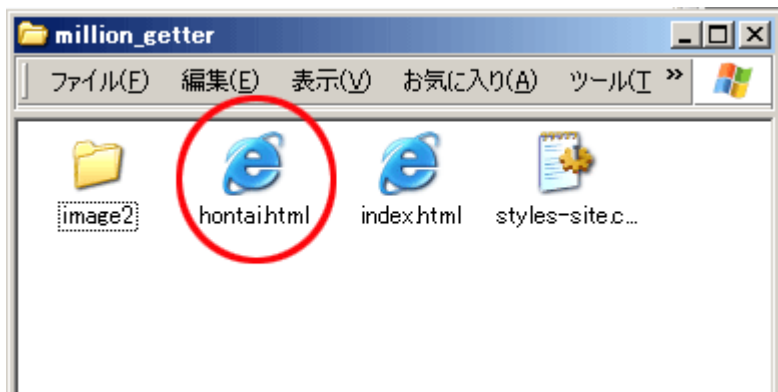 million_getter
ファイル(F) 編集(E) 表示(V) お気に入り(A) ツール(T »
image2 hontai.html index.html styles-site.c...